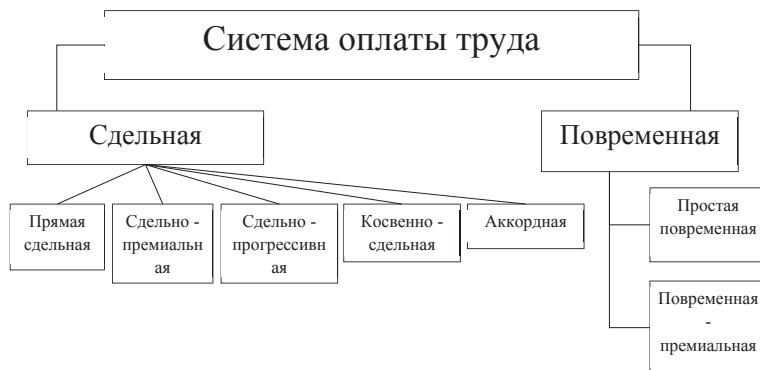 Система оплаты труда
Сдельная
Повременная
Прямая
сдельная
Сдельно -
премиальн
ая
Сдельно -
прогрессивн
ая
Косвенно -
сдельная
Аккордная
Простая
повременная
Повременная
-
премиальная